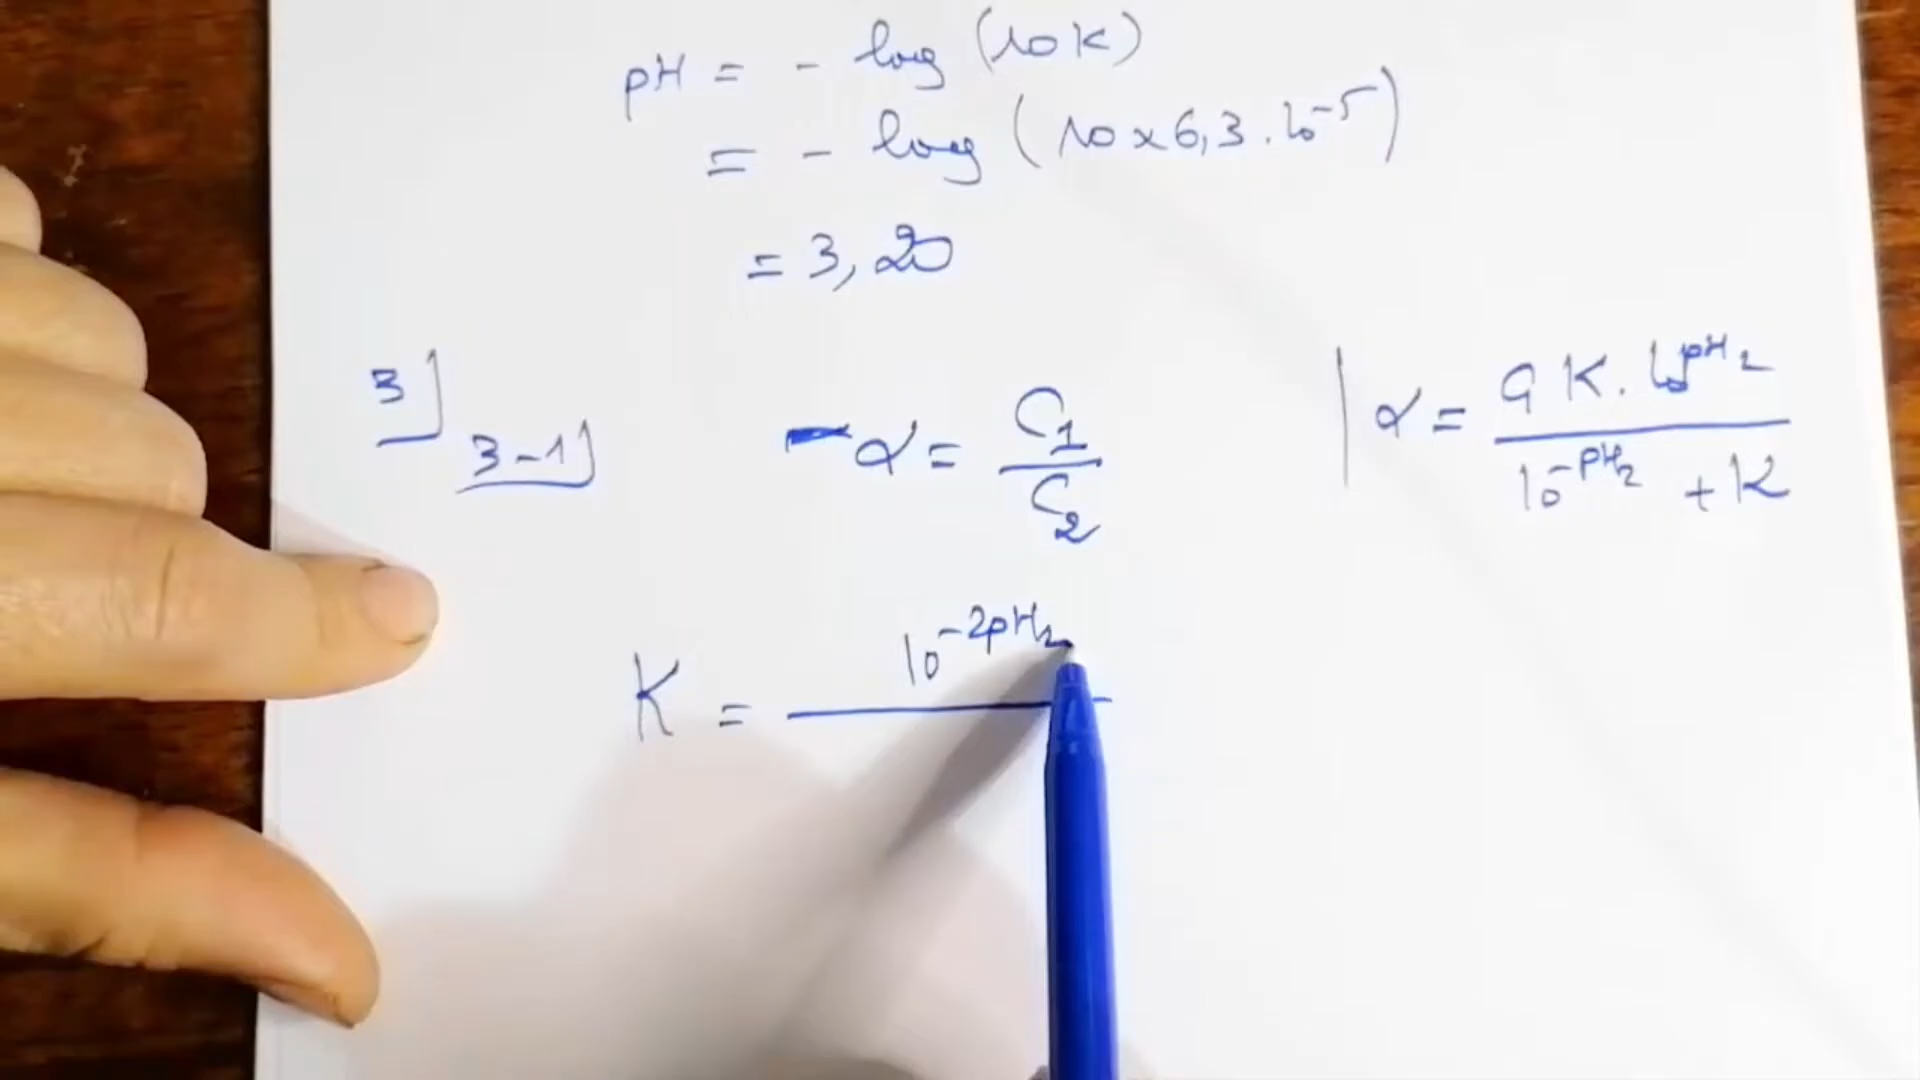 pH = - log (10K)
= - log (10 x 6,3 . 10^-5)
= 3,20
3]
3-1]
α = C1 / C2
α = 9 K . 10^pH2 / 10^-pH2 + K
K = 10^-2pH2